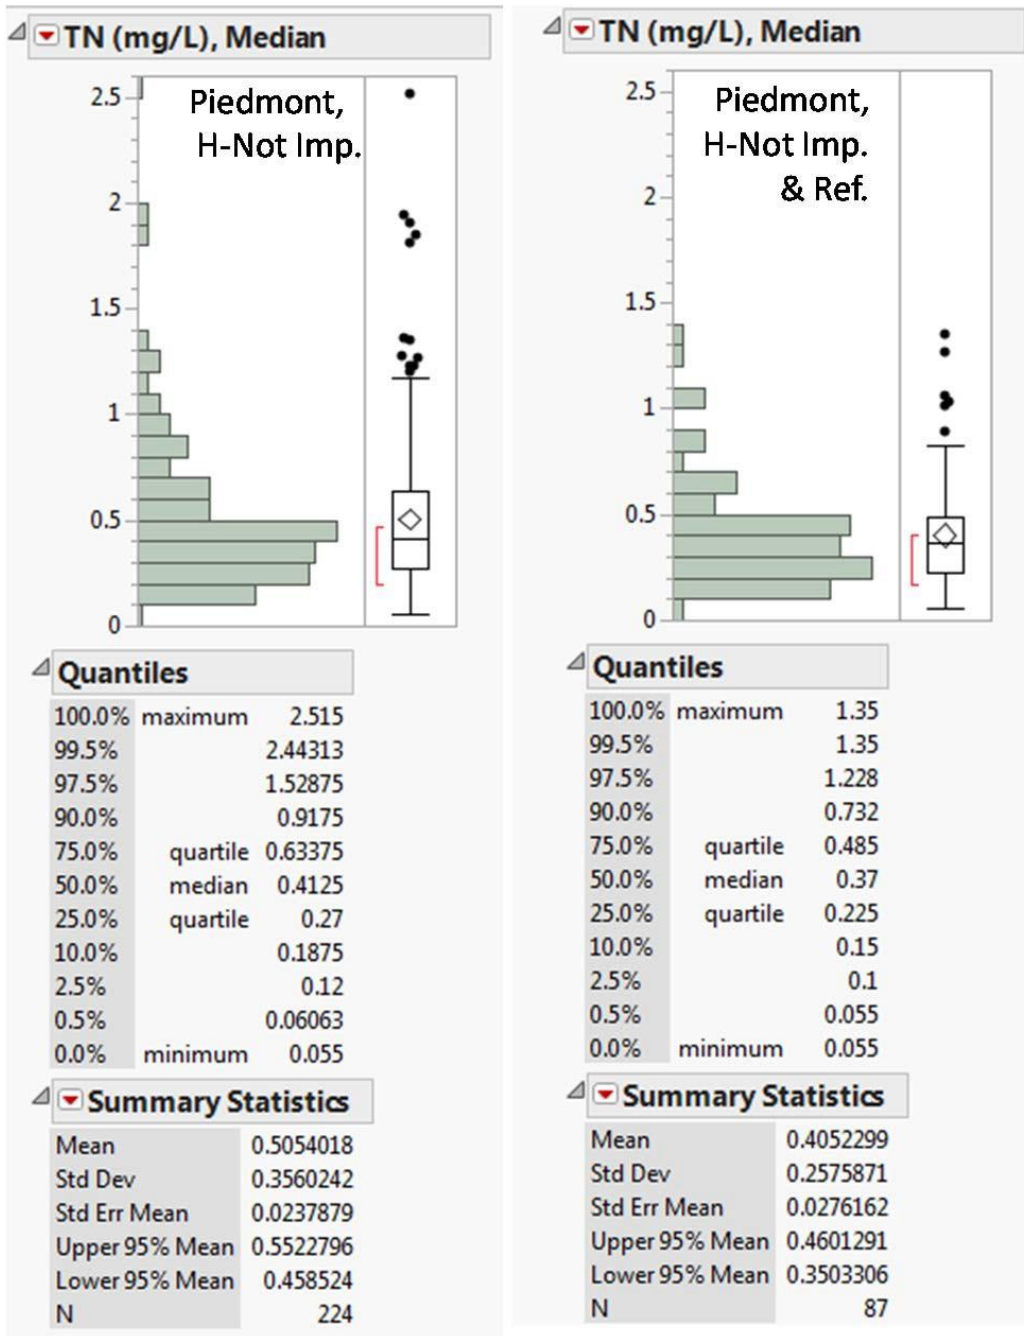 TN (mg/L), Median
Piedmont,
H-Not Imp.
2.5
2
1.5
1
0.5
0
Quantiles
100.0% maximum 2.515
99.5% 2.44313
97.5% 1.52875
90.0% 0.9175
75.0% quartile 0.63375
50.0% median 0.4125
25.0% quartile 0.27
10.0% 0.1875
2.5% 0.12
0.5% 0.06063
0.0% minimum 0.055
Summary Statistics
Mean 0.5054018
Std Dev 0.3560242
Std Err Mean 0.0237879
Upper 95% Mean 0.5522796
Lower 95% Mean 0.458524
N 224
TN (mg/L), Median
Piedmont,
H-Not Imp.
& Ref.
2.5
2
1.5
1
0.5
0
Quantiles
100.0% maximum 1.35
99.5% 1.35
97.5% 1.228
90.0% 0.732
75.0% quartile 0.485
50.0% median 0.37
25.0% quartile 0.225
10.0% 0.15
2.5% 0.1
0.5% 0.055
0.0% minimum 0.055
Summary Statistics
Mean 0.4052299
Std Dev 0.2575871
Std Err Mean 0.0276162
Upper 95% Mean 0.4601291
Lower 95% Mean 0.3503306
N 87